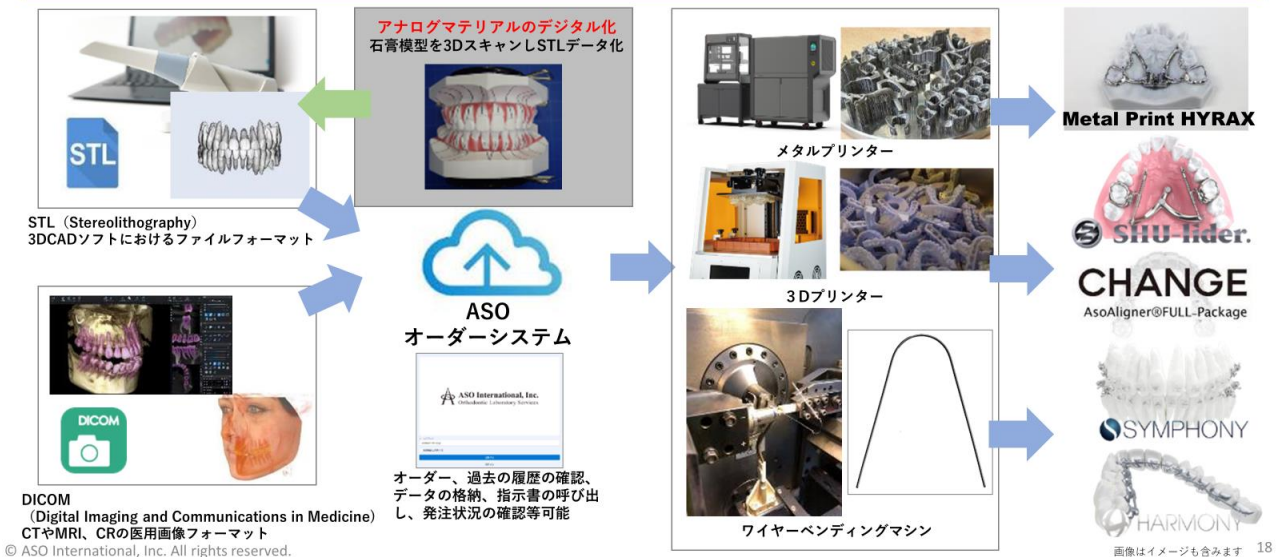 アナログマテリアルのデジタル化
石膏模型を3DスキャンしSTLデータ化
STL
STL（Stereolithography）
3DCADソフトにおけるファイルフォーマット
DICOM
DICOM
（Digital Imaging and Communications in Medicine）
CTやMRI、CRの医用画像フォーマット
ASO
オーダーシステム
ASO International, Inc.
Orthodontic Laboratory Services
オーダー、過去の履歴の確認、
データの格納、指示書の呼び出
し、発注状況の確認等可能
メタルプリンター
３Dプリンター
ワイヤーベンディングマシン
Metal Print HYRAX
SHU-lider.
CHANGE
AsoAligner®FULL-Package
SYMPHONY
HARMONY
画像はイメージも含みます
18
© ASO International, Inc. All rights reserved.